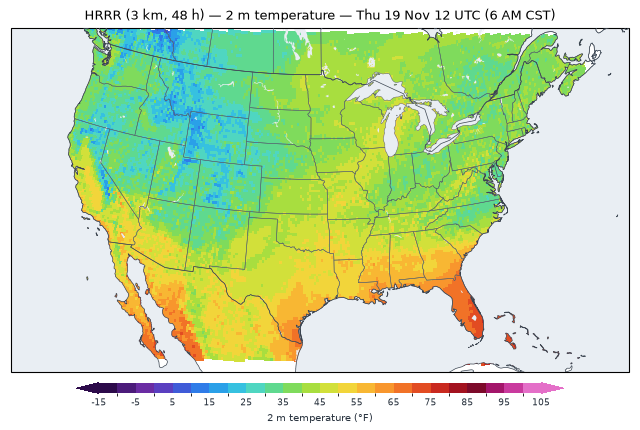 HRRR (3 km, 48 h) — 2 m temperature — Thu 19 Nov 12 UTC (6 AM CST)
-15 -5 5 15 25 35 45 55 65 75 85 95 105
2 m temperature (°F)